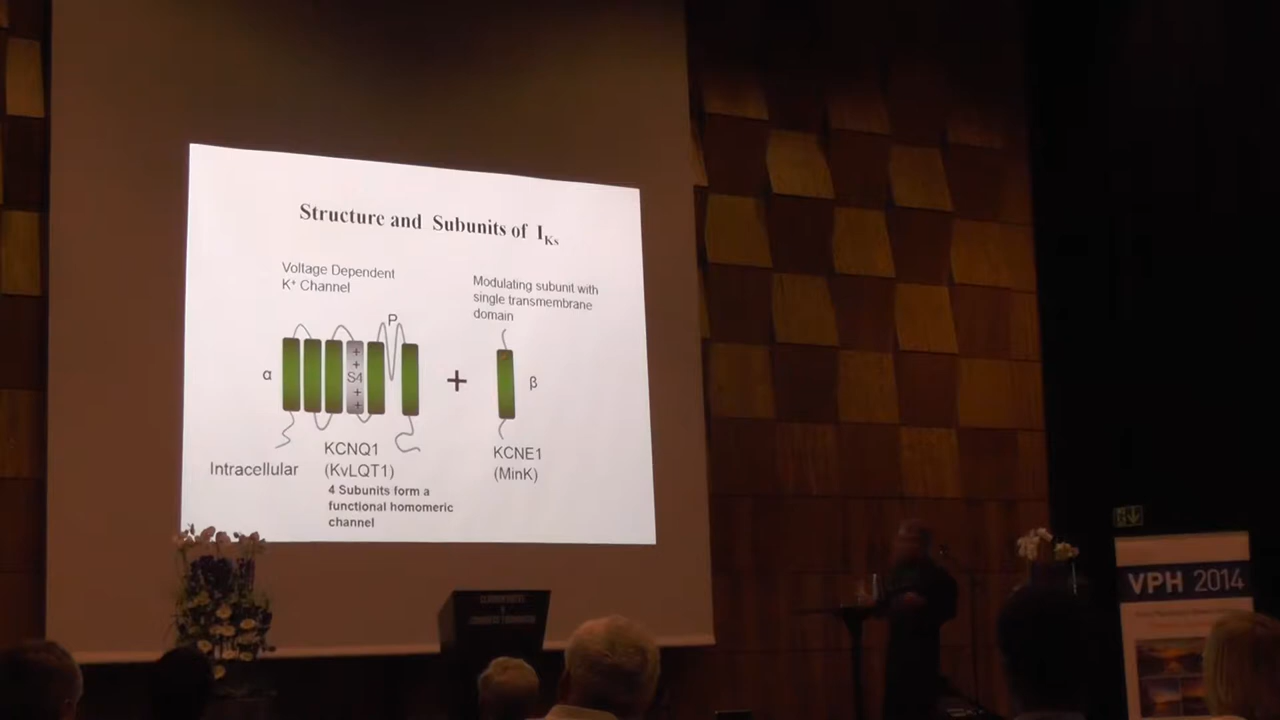 Structure and Subunits of IKs
Voltage Dependent
K+ Channel
Modulating subunit with
single transmembrane
domain
P
+
+
S4
+
+
α
+
β
KCNQ1
(KvLQT1)
KCNE1
(MinK)
Intracellular
4 Subunits form a
functional homomeric
channel
VPH 2014